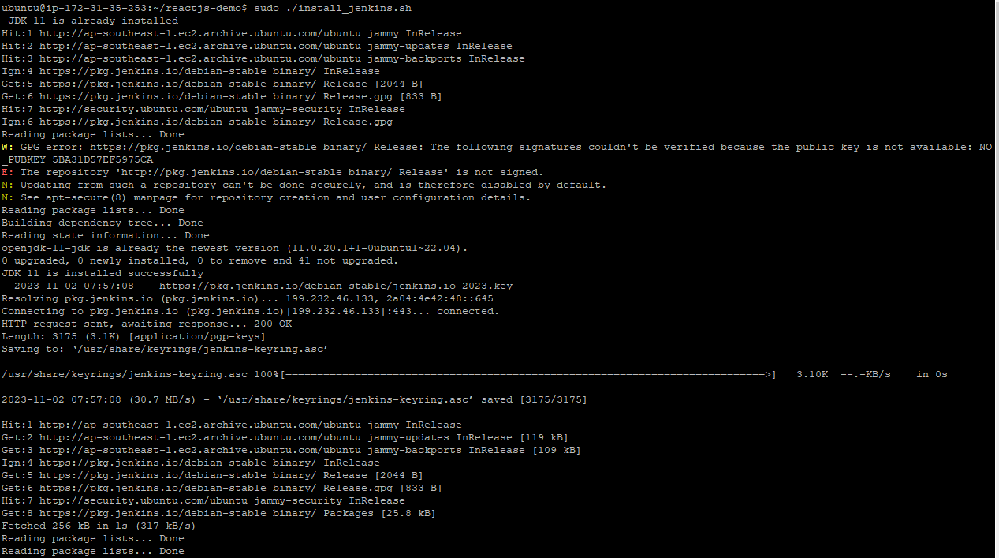 ubuntu@ip-172-31-35-253:~/reactjs-demo$ sudo ./install_jenkins.sh
 JDK 11 is already installed
Hit:1 http://ap-southeast-1.ec2.archive.ubuntu.com/ubuntu jammy InRelease
Hit:2 http://ap-southeast-1.ec2.archive.ubuntu.com/ubuntu jammy-updates InRelease
Hit:3 http://ap-southeast-1.ec2.archive.ubuntu.com/ubuntu jammy-backports InRelease
Ign:4 https://pkg.jenkins.io/debian-stable binary/ InRelease
Get:5 https://pkg.jenkins.io/debian-stable binary/ Release [2044 B]
Get:6 https://pkg.jenkins.io/debian-stable binary/ Release.gpg [833 B]
Hit:7 http://security.ubuntu.com/ubuntu jammy-security InRelease
Ign:6 https://pkg.jenkins.io/debian-stable binary/ Release.gpg
Reading package lists... Done
W: GPG error: https://pkg.jenkins.io/debian-stable binary/ Release: The following signatures couldn't be verified because the public key is not available: NO
_PUBKEY 5BA31D57EF5975CA
E: The repository 'http://pkg.jenkins.io/debian-stable binary/ Release' is not signed.
N: Updating from such a repository can't be done securely, and is therefore disabled by default.
N: See apt-secure(8) manpage for repository creation and user configuration details.
Reading package lists... Done
Building dependency tree... Done
Reading state information... Done
openjdk-11-jdk is already the newest version (11.0.20.1+1-0ubuntu1~22.04).
0 upgraded, 0 newly installed, 0 to remove and 41 not upgraded.
JDK 11 is installed successfully
--2023-11-02 07:57:08--  https://pkg.jenkins.io/debian-stable/jenkins.io-2023.key
Resolving pkg.jenkins.io (pkg.jenkins.io)... 199.232.46.133, 2a04:4e42:48::645
Connecting to pkg.jenkins.io (pkg.jenkins.io)|199.232.46.133|:443... connected.
HTTP request sent, awaiting response... 200 OK
Length: 3175 (3.1K) [application/pgp-keys]
Saving to: ‘/usr/share/keyrings/jenkins-keyring.asc’
/usr/share/keyrings/jenkins-keyring.asc 100%[============================================================================>]   3.10K  --.-KB/s    in 0s
2023-11-02 07:57:08 (30.7 MB/s) - ‘/usr/share/keyrings/jenkins-keyring.asc’ saved [3175/3175]
Hit:1 http://ap-southeast-1.ec2.archive.ubuntu.com/ubuntu jammy InRelease
Get:2 http://ap-southeast-1.ec2.archive.ubuntu.com/ubuntu jammy-updates InRelease [119 kB]
Get:3 http://ap-southeast-1.ec2.archive.ubuntu.com/ubuntu jammy-backports InRelease [109 kB]
Ign:4 https://pkg.jenkins.io/debian-stable binary/ InRelease
Get:5 https://pkg.jenkins.io/debian-stable binary/ Release [2044 B]
Get:6 https://pkg.jenkins.io/debian-stable binary/ Release.gpg [833 B]
Hit:7 http://security.ubuntu.com/ubuntu jammy-security InRelease
Get:8 https://pkg.jenkins.io/debian-stable binary/ Packages [25.8 kB]
Fetched 256 kB in 1s (317 kB/s)
Reading package lists... Done
Reading package lists... Done